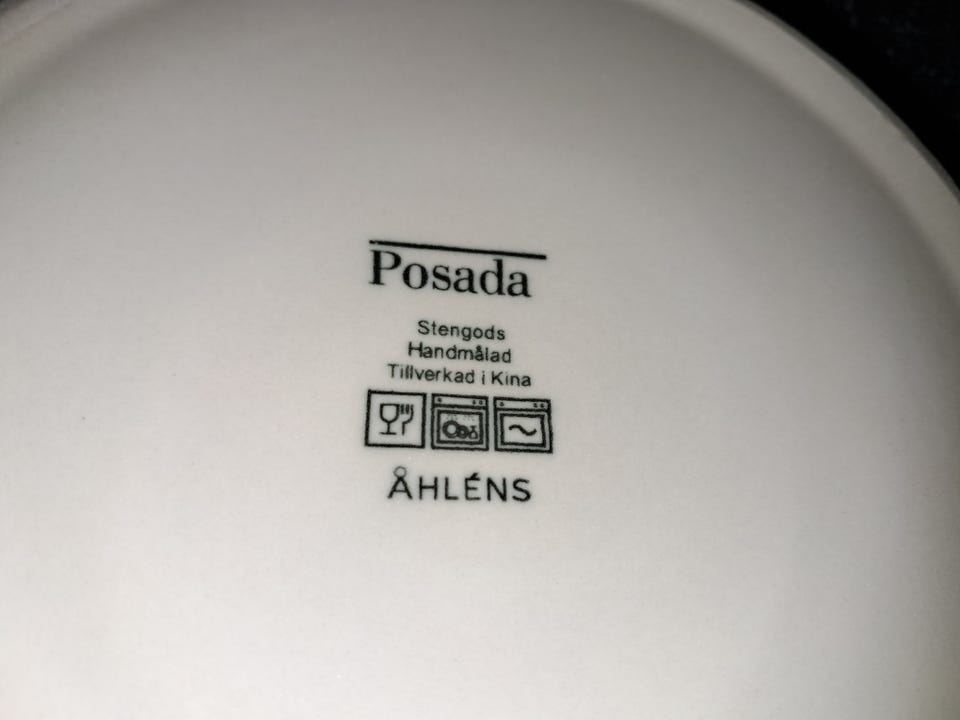 Posada
Stengods
Handmålad
Tillverkad i Kina
ÅHLÉNS